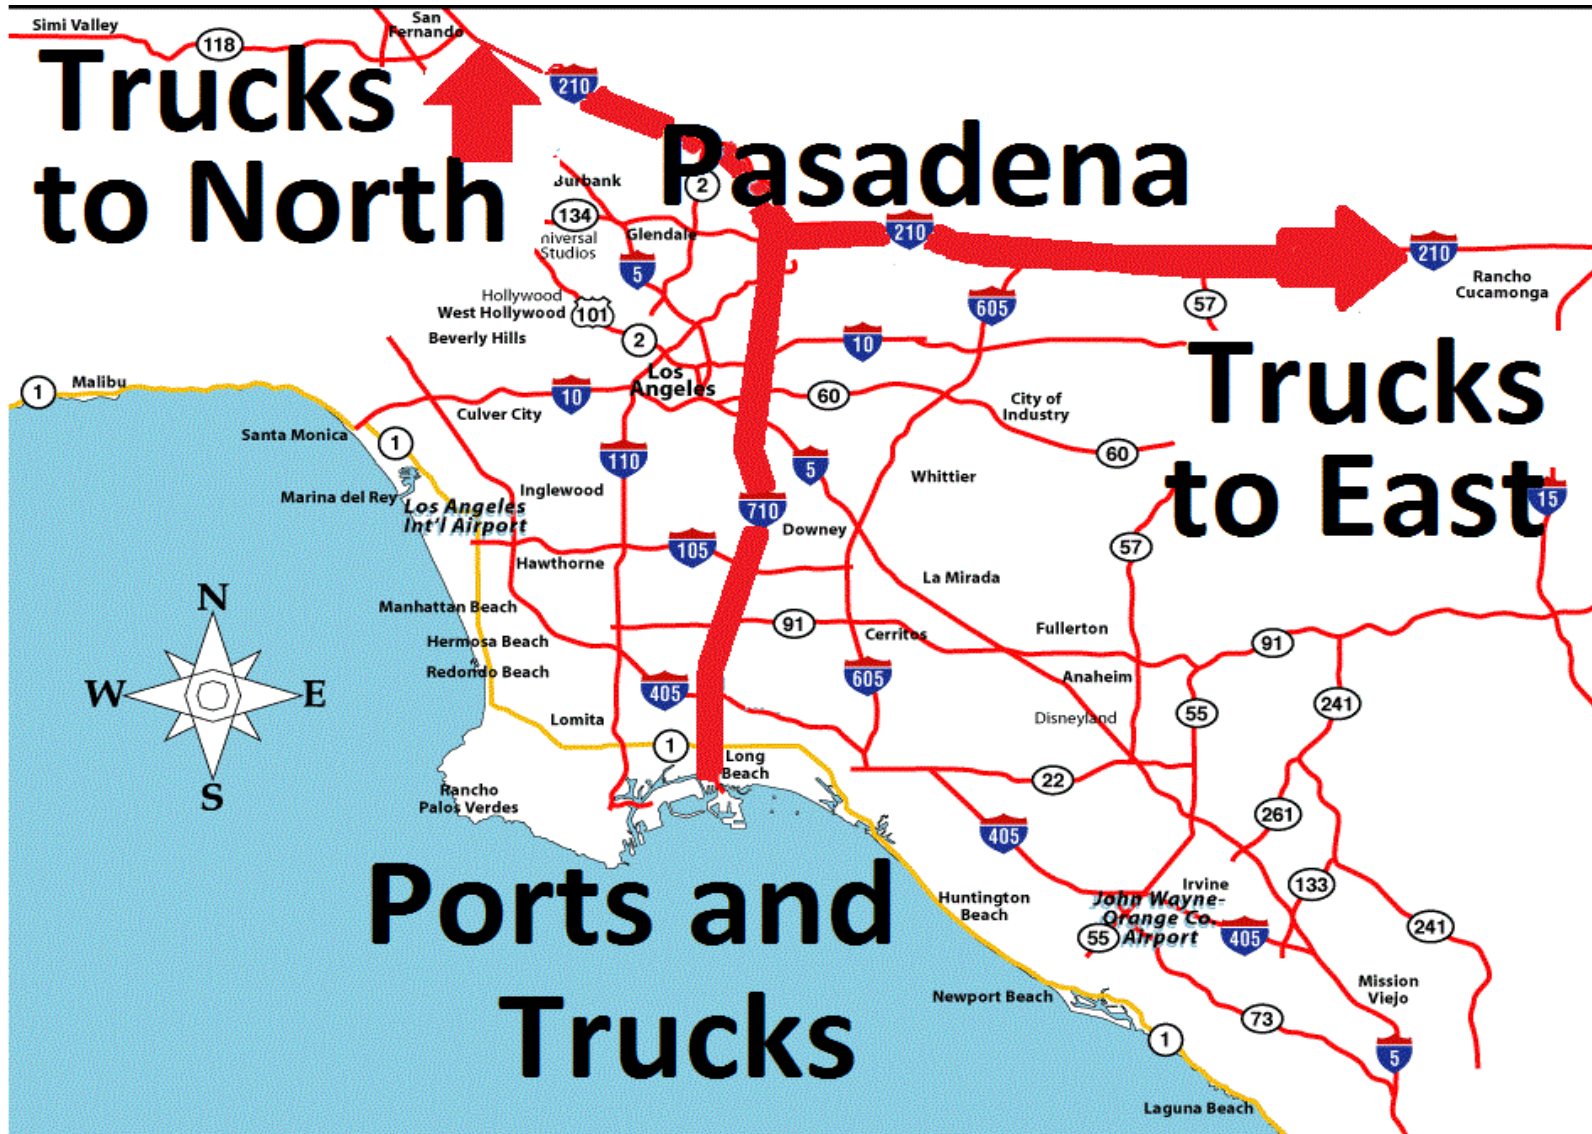 Simi Valley
118
San
Fernando
Trucks
to North
210
Pasadena
Burbank
2
134
niversal
Studios
Glendale
5
210
210
Rancho
Cucamonga
Hollywood
West Hollywood
101
Beverly Hills
2
605
57
10
Trucks
to East
1
Malibu
Los
Angeles
10
Culver City
60
City of
Industry
60
Santa Monica
1
110
5
Whittier
15
Marina del Rey
Inglewood
Los Angeles
Int'l Airport
710
Downey
105
57
Hawthorne
La Mirada
N
W
E
S
Manhattan Beach
Hermosa Beach
Redondo Beach
91
Cerritos
Fullerton
91
405
605
Anaheim
Disneyland
55
241
Lomita
1
Long
Beach
22
Rancho
Palos Verdes
405
261
Ports and
Trucks
Huntington
Beach
Irvine
133
John Wayne-
Orange Co.
Airport
55
405
241
Newport Beach
Mission
Viejo
73
1
5
Laguna Beach